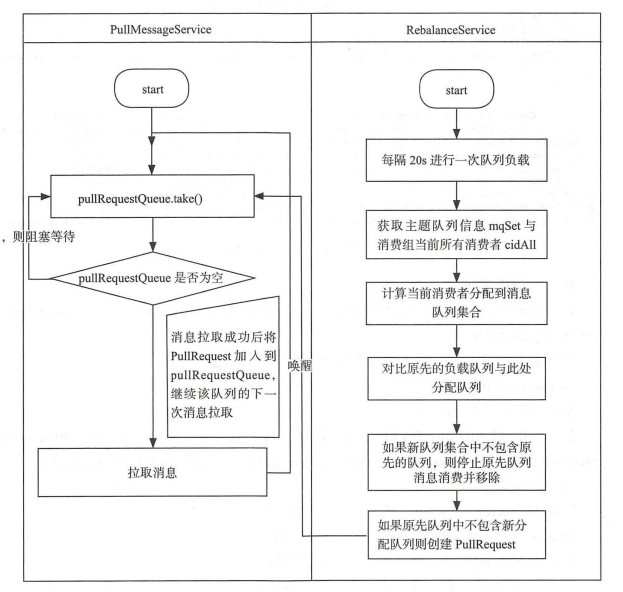 PullMessageService
RebalanceService
start
pullRequestQueue.take()
，则阻塞等待
pullRequestQueue 是否为空
消息拉取成功后将
PullRequest 加入到
pullRequestQueue，
继续该队列的下一
次消息拉取
拉取消息
唤醒
start
每隔 20s 进行一次队列负载
获取主题队列信息 mqSet 与
消费组当前所有消费者 cidAll
计算当前消费者分配到消息
队列集合
对比原先的负载队列与此处
分配队列
如果新队列集合中不包含原
先的队列，则停止原先队列
消息消费并移除
如果原先队列中不包含新分
配队列则创建 PullRequest